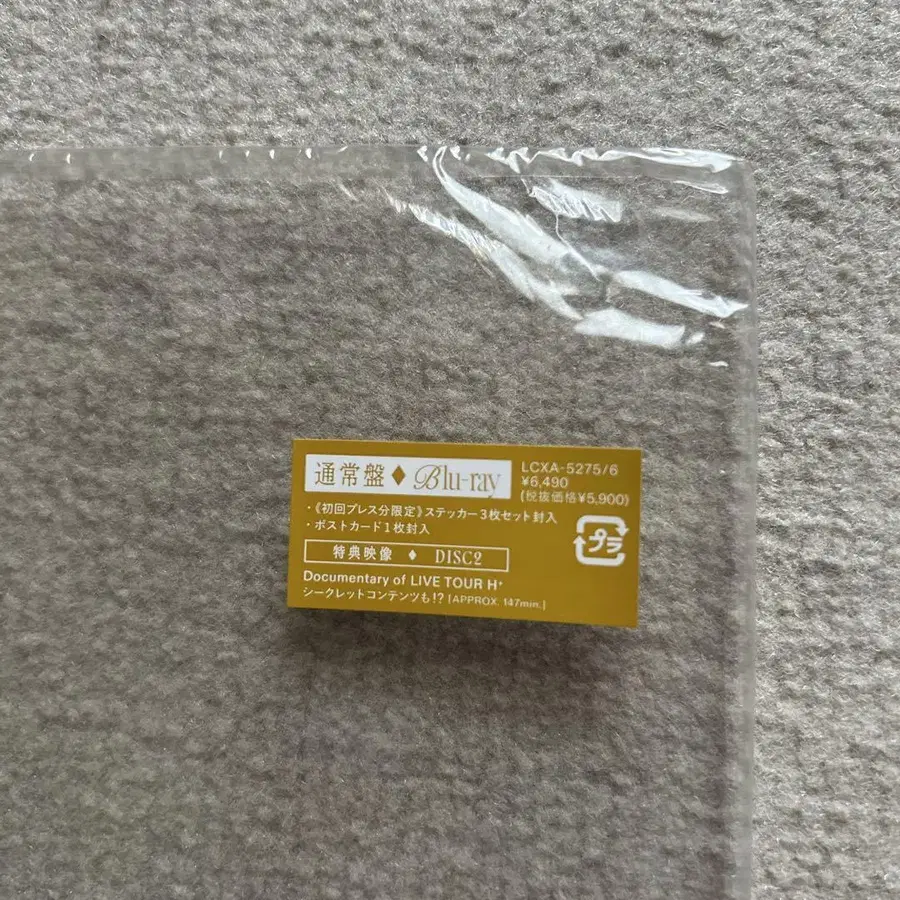 通常盤♦Blu-ray
LCXA-5275/6
¥6,490
(税抜価格¥5,900)
・《初回プレス分限定》ステッカー3枚セット封入
・ポストカード1枚封入
プラ
特典映像 ♦ DISC2
Documentary of LIVE TOUR H⁺
シークレットコンテンツも!? [APPROX. 147min.]